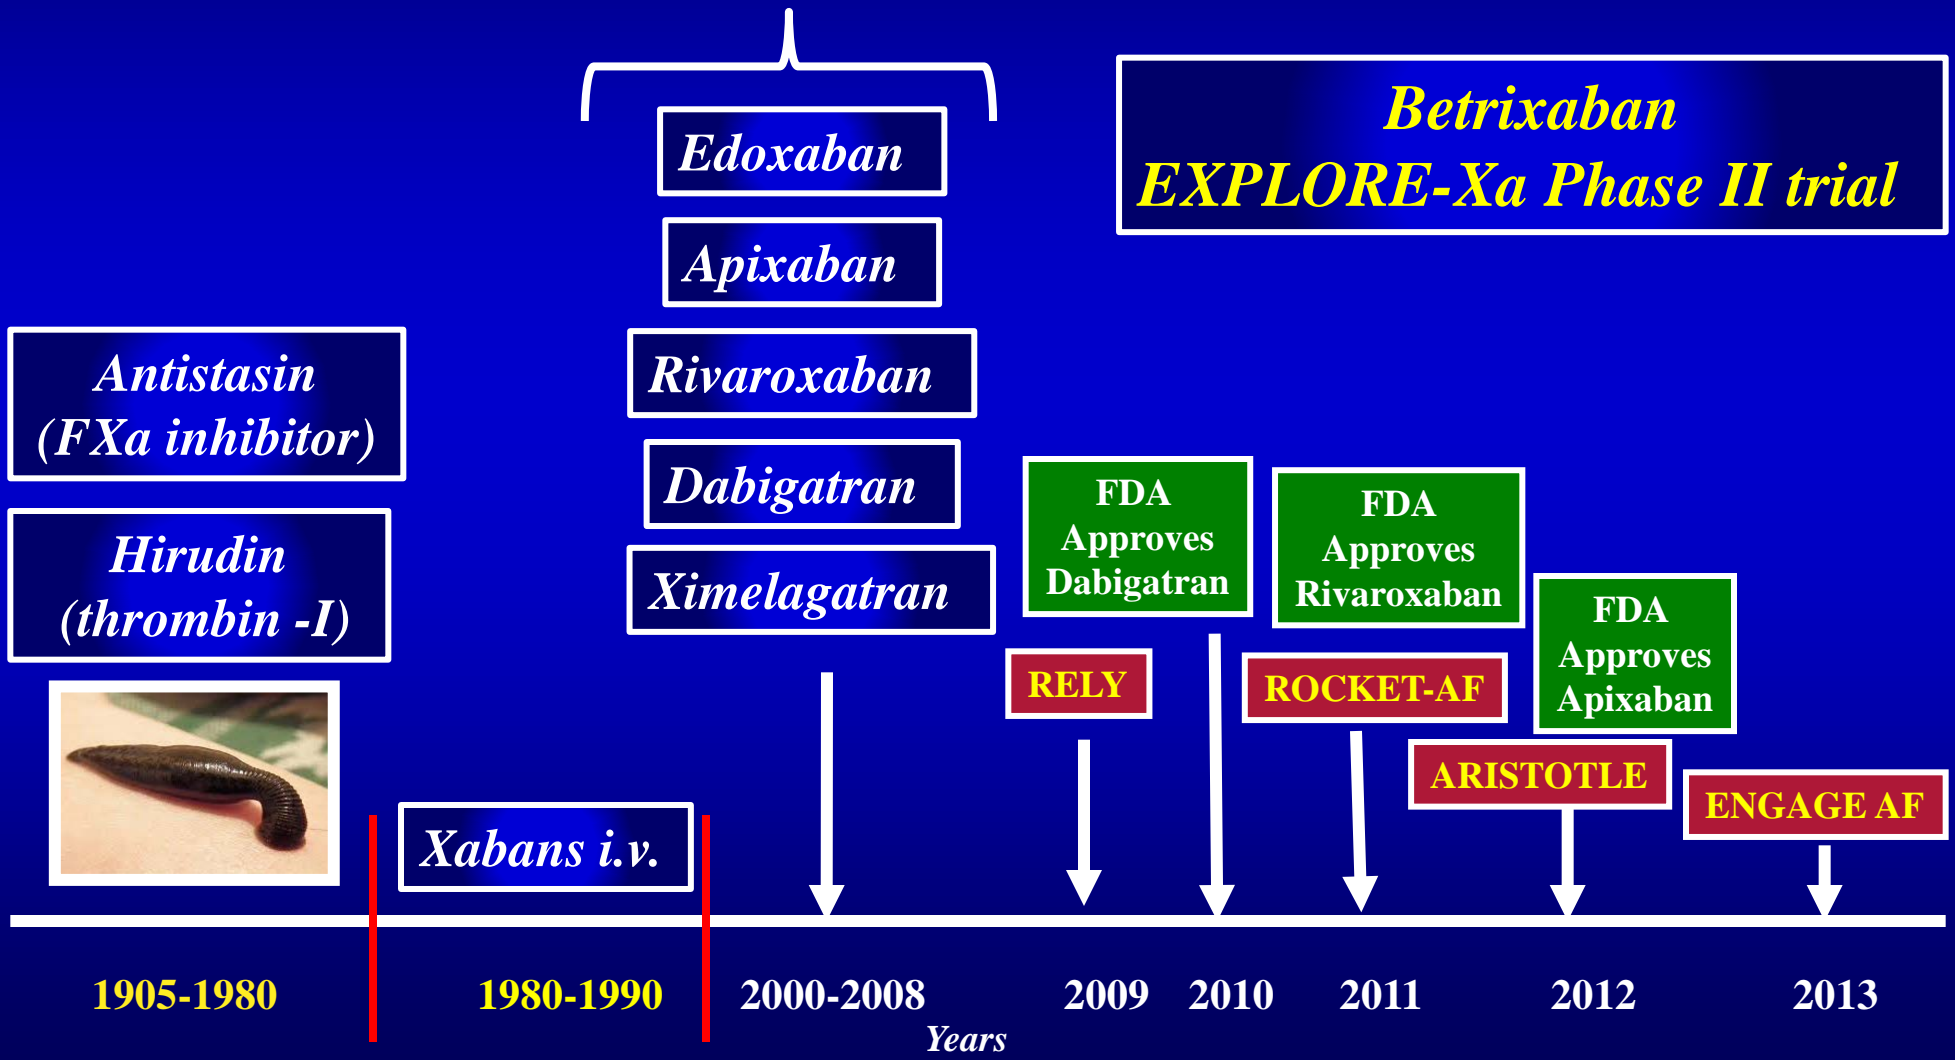 Betrixaban
EXPLORE-Xa Phase II trial
Edoxaban
Apixaban
Rivaroxaban
Dabigatran
Ximelagatran
Antistasin
(FXa inhibitor)
Hirudin
(thrombin -I)
Xabans i.v.
FDA
Approves
Dabigatran
FDA
Approves
Rivaroxaban
FDA
Approves
Apixaban
RELY
ROCKET-AF
ARISTOTLE
ENGAGE AF
1905-1980
1980-1990
2000-2008
2009
2010
2011
2012
2013
Years